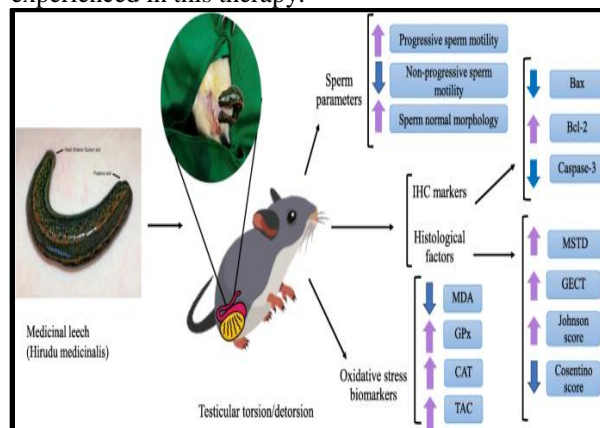 experienced in this therapy.
Progressive sperm motility
Sperm
parameters
Non-progressive sperm
motility
Sperm normal morphology
Bax
Bcl-2
Caspase-3
IHC markers
Histological
factors
MSTD
GECT
Johnson
score
Cosentino
score
MDA
GPx
CAT
TAC
Oxidative stress
biomarkers
Medicinal leech
(Hirudu medicinalis)
Testicular torsion/detorsion